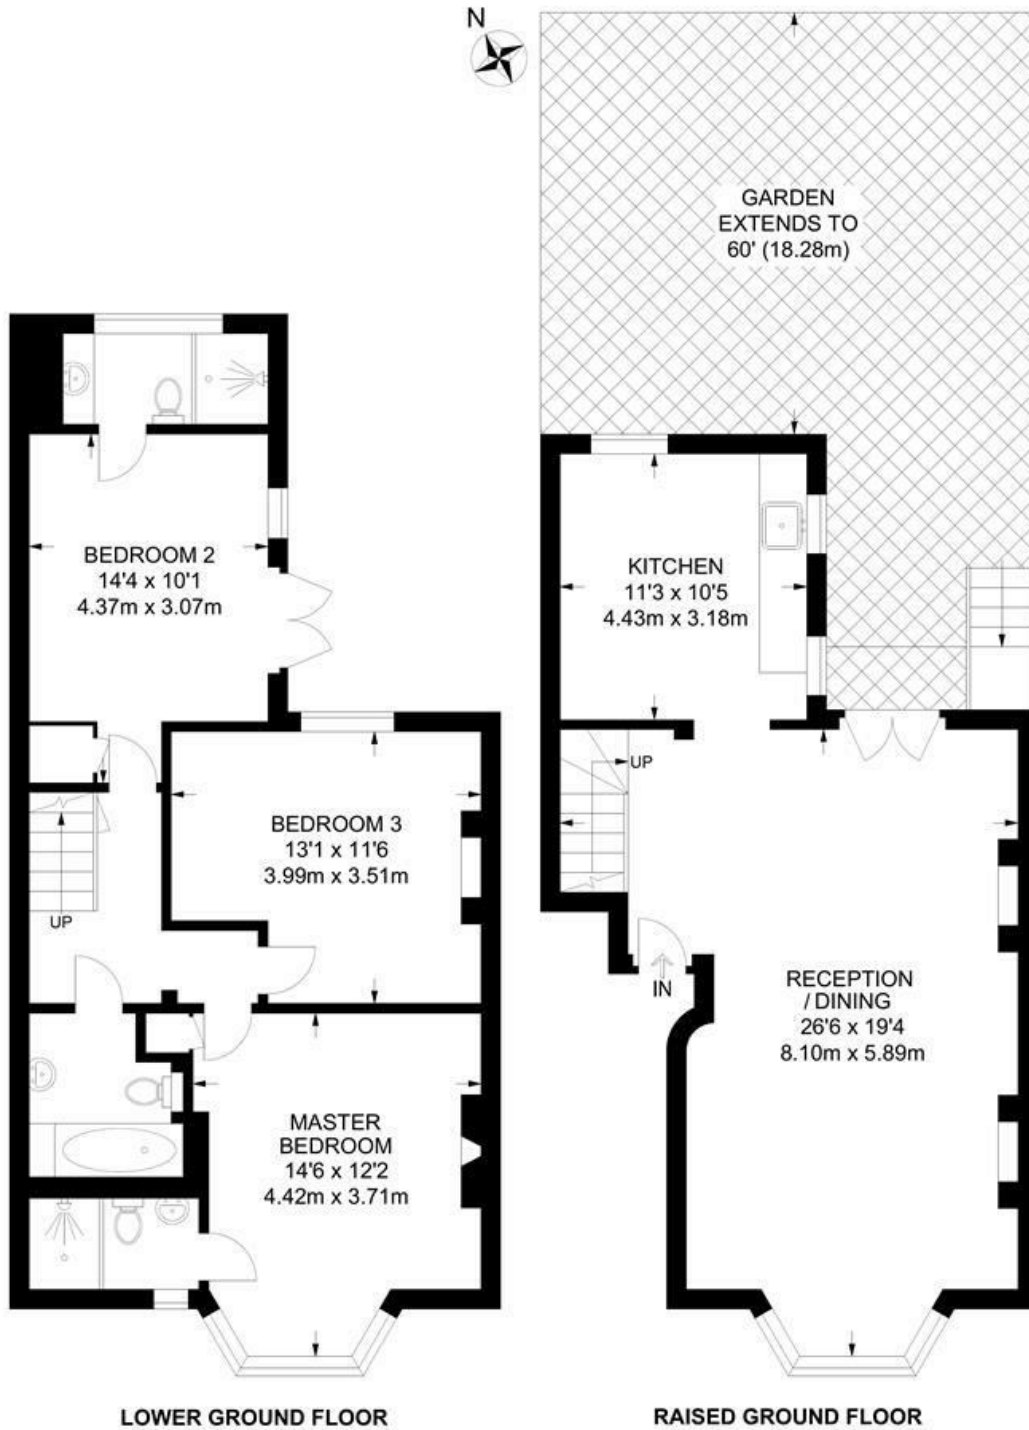 N
GARDEN
EXTENDS TO
60' (18.28m)
BEDROOM 2
14'4 x 10'1
4.37m x 3.07m
KITCHEN
11'3 x 10'5
4.43m x 3.18m
UP
BEDROOM 3
13'1 x 11'6
3.99m x 3.51m
UP
IN
RECEPTION
/ DINING
26'6 x 19'4
8.10m x 5.89m
MASTER
BEDROOM
14'6 x 12'2
4.42m x 3.71m
LOWER GROUND FLOOR
RAISED GROUND FLOOR